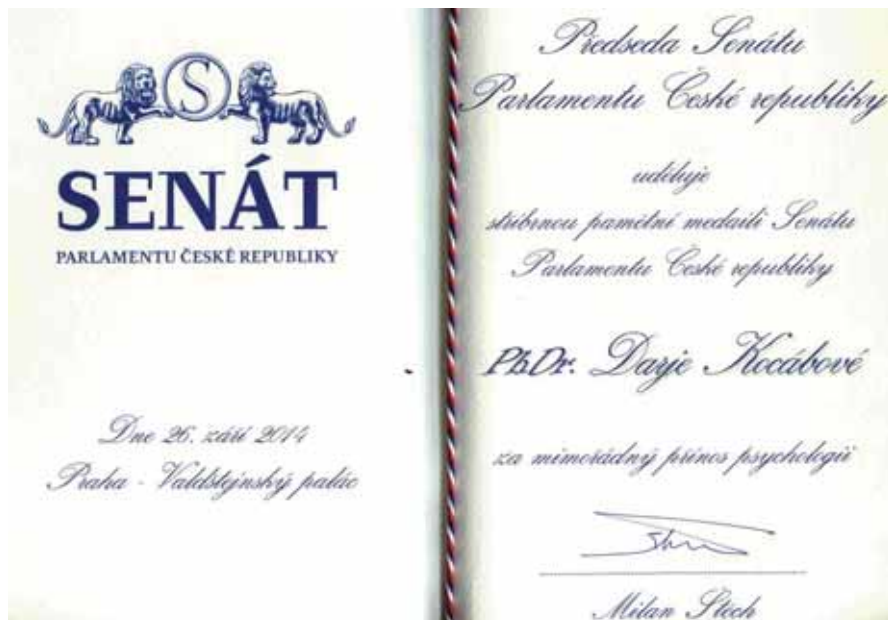 S
SENÁT
PARLAMENTU ČESKÉ REPUBLIKY
Dne 26. září 2014
Praha - Valdštejnský palác
Předseda Senátu
Parlamentu České republiky
uděluje
stříbrnou pamětní medaili Senátu
Parlamentu České republiky
PhDr. Darje Kocábové
za mimořádný přínos psychologii
Milan Štěch